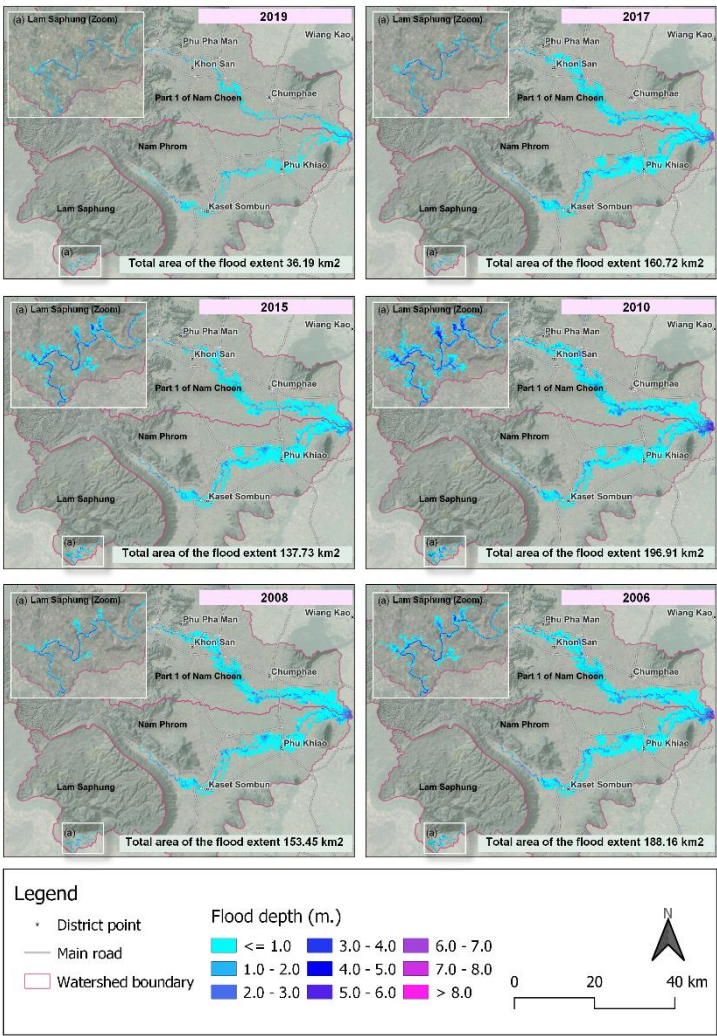 (a) Lam Saphung (Zoom)
2019
Wiang Kao
Phu Pha Man
Khon San
Chumphae
Part 1 of Nam Choen
Nam Phrom
Phu Khiao
Lam Saphung
Kaset Sombun
(a)
Total area of the flood extent 36.19 km2
(a) Lam Saphung (Zoom)
2017
Wiang Kao
Phu Pha Man
Khon San
Chumphae
Part 1 of Nam Choen
Nam Phrom
Phu Khiao
Lam Saphung
Kaset Sombun
(a)
Total area of the flood extent 160.72 km2
(a) Lam Saphung (Zoom)
2015
Wiang Kao
Phu Pha Man
Khon San
Chumphae
Part 1 of Nam Choen
Nam Phrom
Phu Khiao
Lam Saphung
Kaset Sombun
(a)
Total area of the flood extent 137.73 km2
(a) Lam Saphung (Zoom)
2010
Wiang Kao
Phu Pha Man
Khon San
Chumphae
Part 1 of Nam Choen
Nam Phrom
Phu Khiao
Lam Saphung
Kaset Sombun
(a)
Total area of the flood extent 196.91 km2
(a) Lam Saphung (Zoom)
2008
Wiang Kao
Phu Pha Man
Khon San
Chumphae
Part 1 of Nam Choen
Nam Phrom
Phu Khiao
Lam Saphung
Kaset Sombun
(a)
Total area of the flood extent 153.45 km2
(a) Lam Saphung (Zoom)
2006
Wiang Kao
Phu Pha Man
Khon San
Chumphae
Part 1 of Nam Choen
Nam Phrom
Phu Khiao
Lam Saphung
Kaset Sombun
(a)
Total area of the flood extent 188.16 km2
Legend
District point
Main road
Watershed boundary
Flood depth (m.)
<= 1.0
1.0 - 2.0
2.0 - 3.0
3.0 - 4.0
4.0 - 5.0
5.0 - 6.0
6.0 - 7.0
7.0 - 8.0
> 8.0
N
0 20 40 km